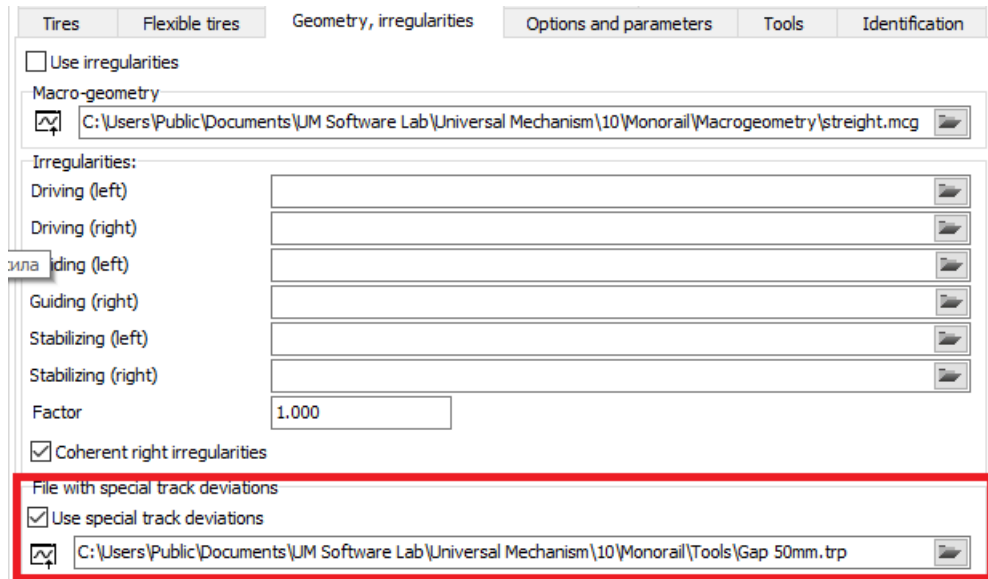 Tires Flexible tires Geometry, irregularities Options and parameters Tools Identification
Use irregularities
Macro-geometry
C:\Users\Public\Documents\UM Software Lab\Universal Mechanism\10\Monorail\Macrogeometry\streight.mcg
Irregularities:
Driving (left)
Driving (right)
(left)
Guiding (right)
Stabilizing (left)
Stabilizing (right)
Factor 1.000
Coherent right irregularities
File with special track deviations
Use special track deviations
C:\Users\Public\Documents\UM Software Lab\Universal Mechanism\10\Monorail\Tools\Gap 50mm.trp